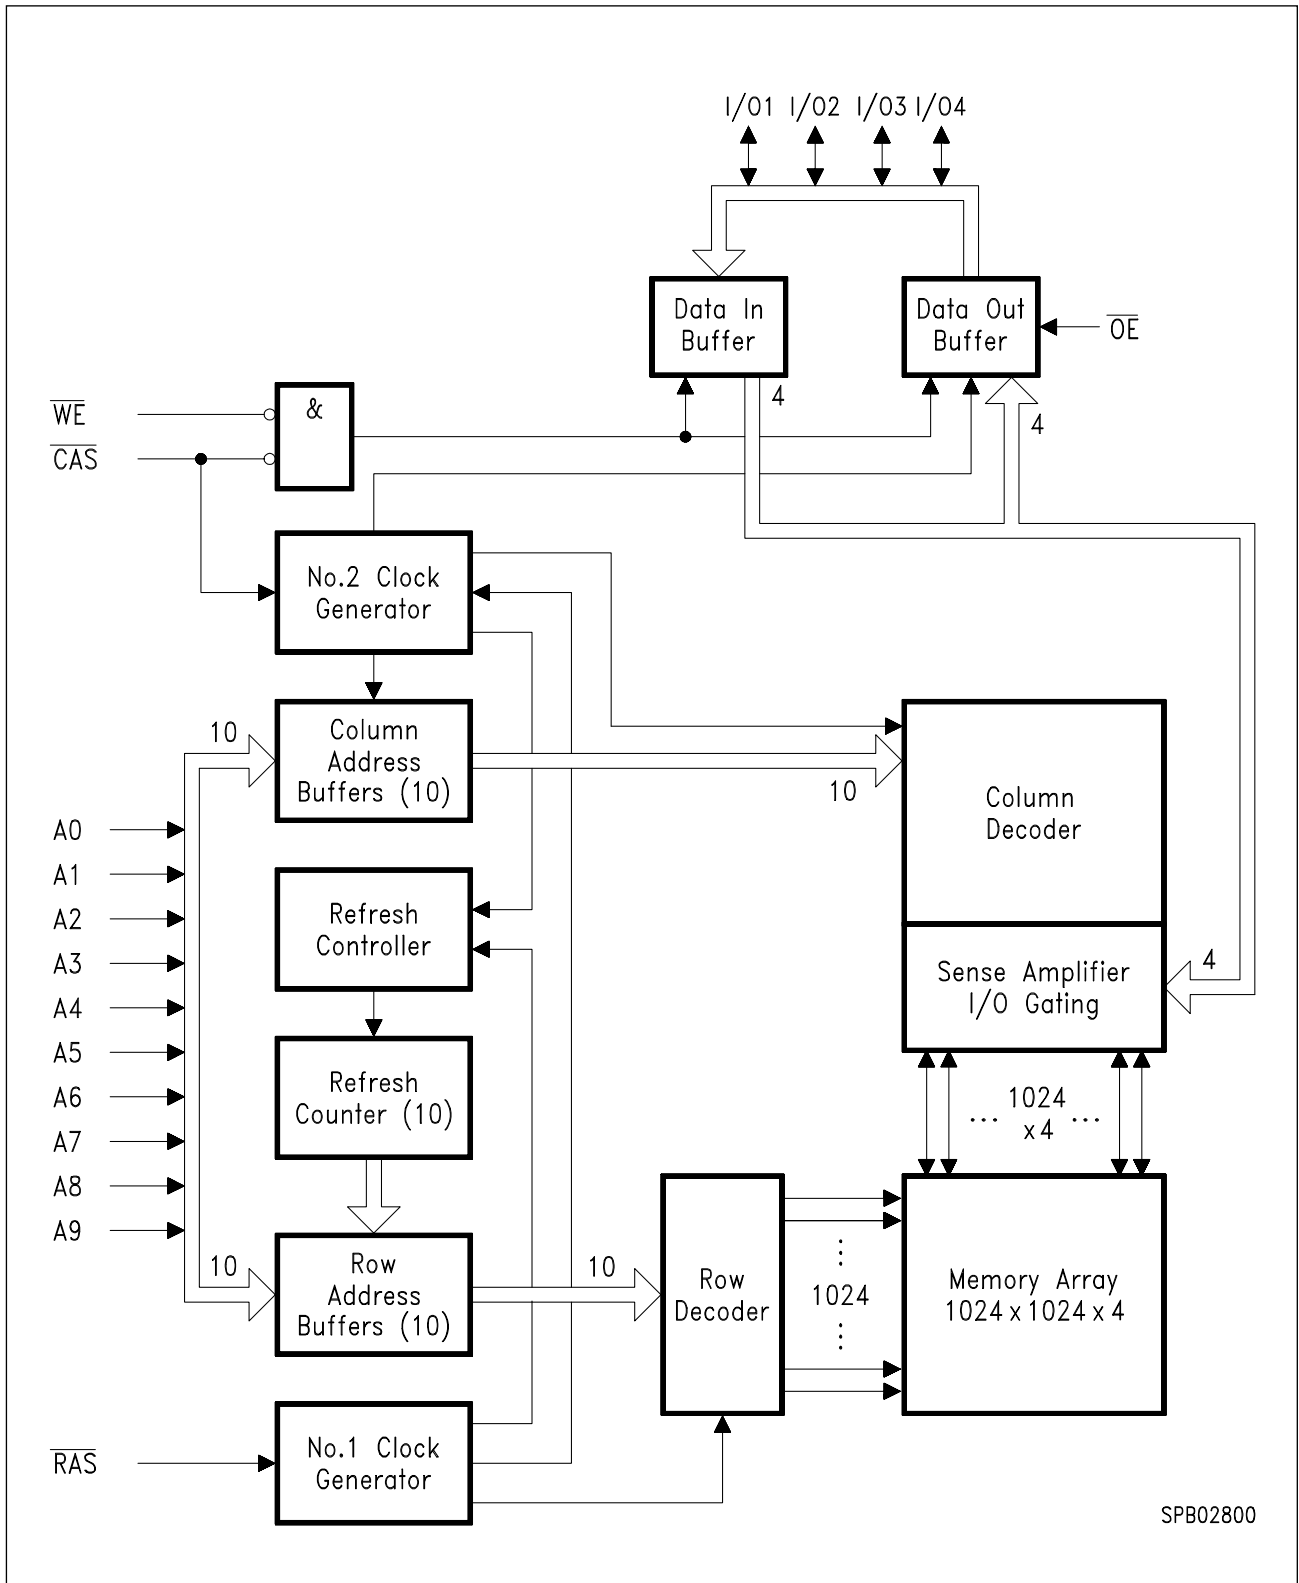 I/O1 I/O2 I/O3 I/O4
Data In
Buffer
Data Out
Buffer
OE
4
4
WE
CAS
&
No.2 Clock
Generator
10
Column
Address
Buffers (10)
10
Column
Decoder
A0
A1
A2
A3
A4
A5
A6
A7
A8
A9
Refresh
Controller
Sense Amplifier
I/O Gating
4
Refresh
Counter (10)
... 1024 ...
x4
10
Row
Address
Buffers (10)
10
Row
Decoder
1024
Memory Array
1024 x 1024 x 4
RAS
No.1 Clock
Generator
SPB02800